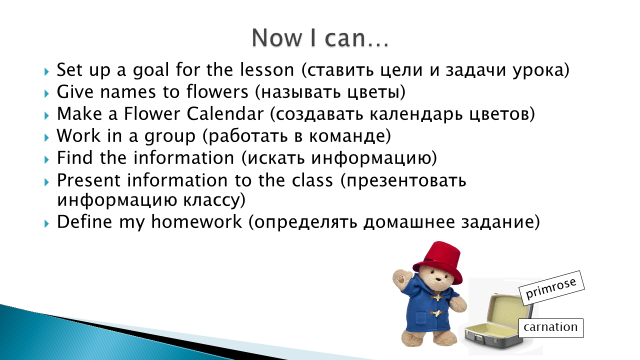 Now I can...
Set up a goal for the lesson (ставить цели и задачи урока)
Give names to flowers (называть цветы)
Make a Flower Calendar (создавать календарь цветов)
Work in a group (работать в команде)
Find the information (искать информацию)
Present information to the class (презентовать
информацию классу)
Define my homework (определять домашнее задание)
primrose
carnation